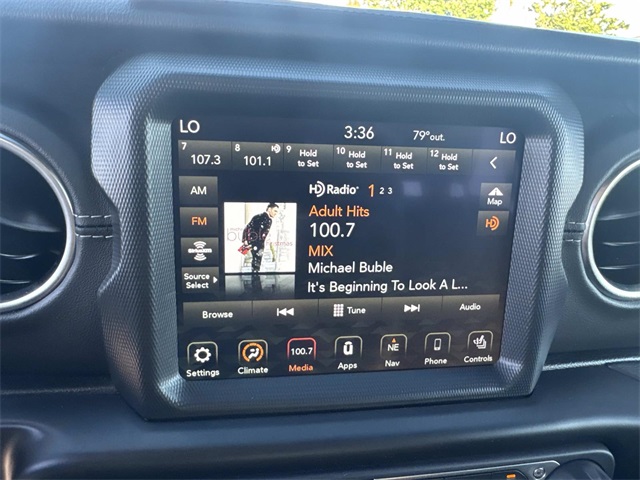 LO 3:36 79°out. LO
7 8 HD 9 Hold 10 Hold 11 Hold 12 Hold
107.3 101.1 to Set to Set to Set to Set
AM HD Radio 1 2 3 Map
Adult Hits
FM 100.7 HD
MIX
Michael Buble
Source Select It's Beginning To Look A L...
Browse Tune Audio
100.7 NE
Settings Climate Media Apps Nav Phone Controls